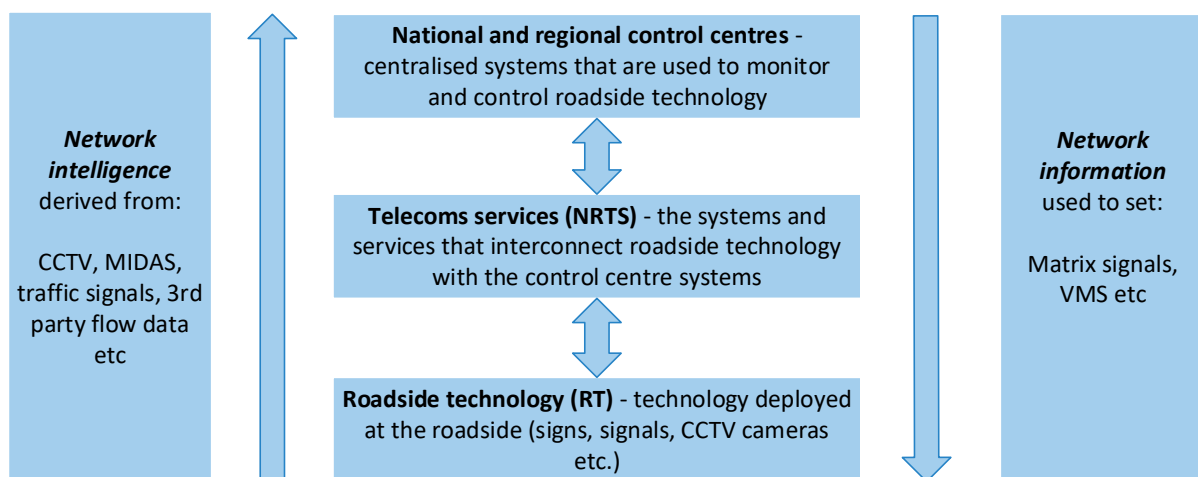 Network
intelligence
derived from:
CCTV, MIDAS,
traffic signals, 3rd
party flow data
etc
National and regional control centres -
centralised systems that are used to monitor
and control roadside technology
Telecoms services (NRTS) - the systems and
services that interconnect roadside technology
with the control centre systems
Roadside technology (RT) - technology deployed
at the roadside (signs, signals, CCTV cameras
etc.)
Network
information
used to set:
Matrix signals,
VMS etc